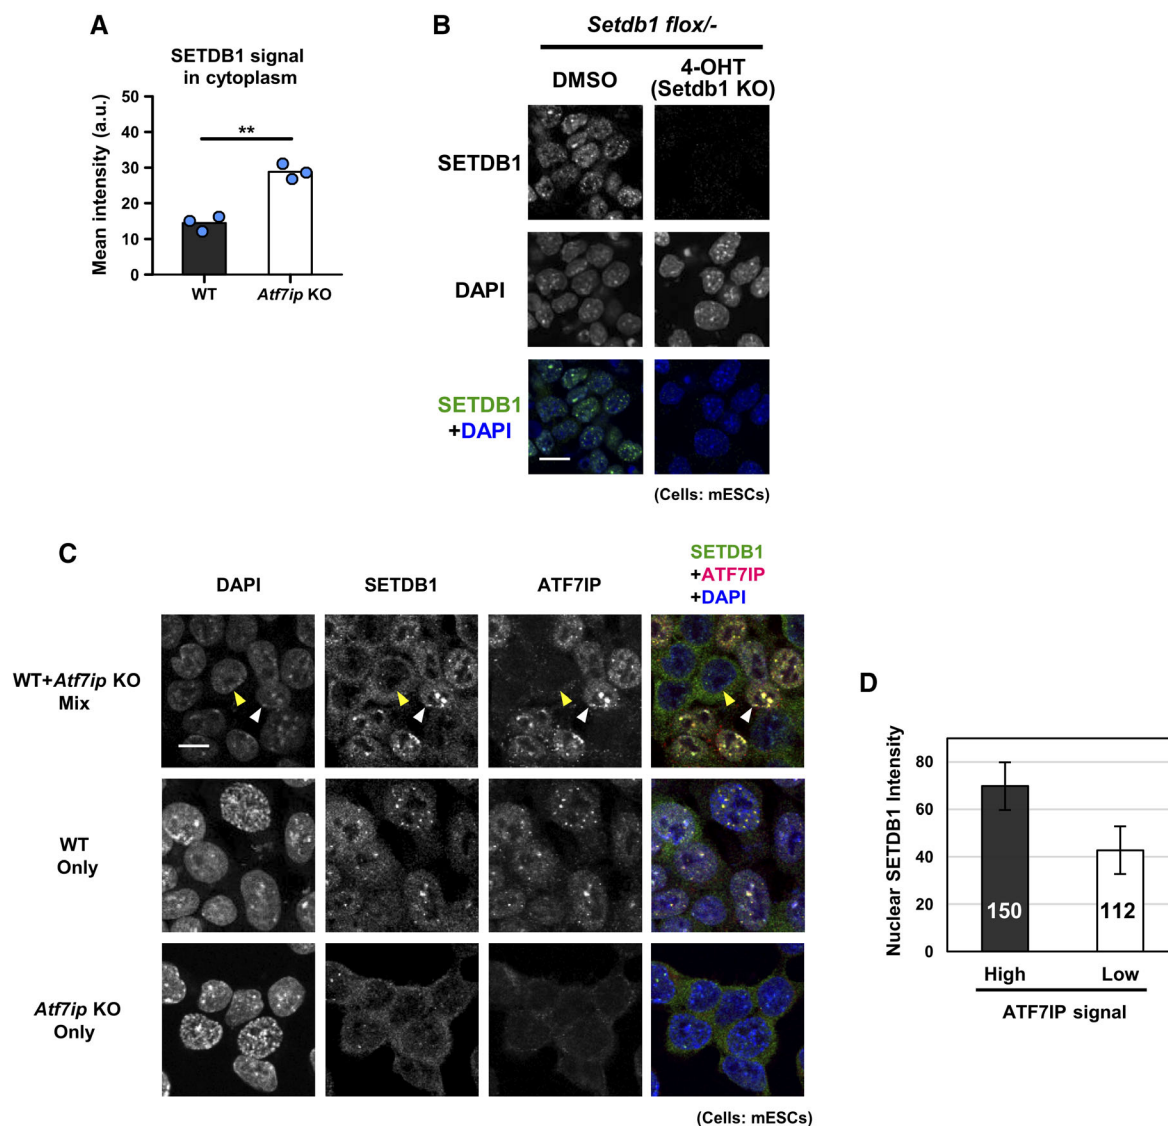 A
SETDB1 signal
in cytoplasm
Mean intensity (a.u.)
50
40
30
20
10
0
**
WT
Atf7ip KO
B
Setdb1 flox/-
DMSO
4-OHT
(Setdb1 KO)
SETDB1
DAPI
SETDB1
+DAPI
(Cells: mESCs)
C
DAPI
SETDB1
ATF7IP
SETDB1
+ATF7IP
+DAPI
WT+Atf7ip KO
Mix
WT
Only
Atf7ip KO
Only
(Cells: mESCs)
D
Nuclear SETDB1 Intensity
80
60
40
20
0
150
112
High
Low
ATF7IP signal